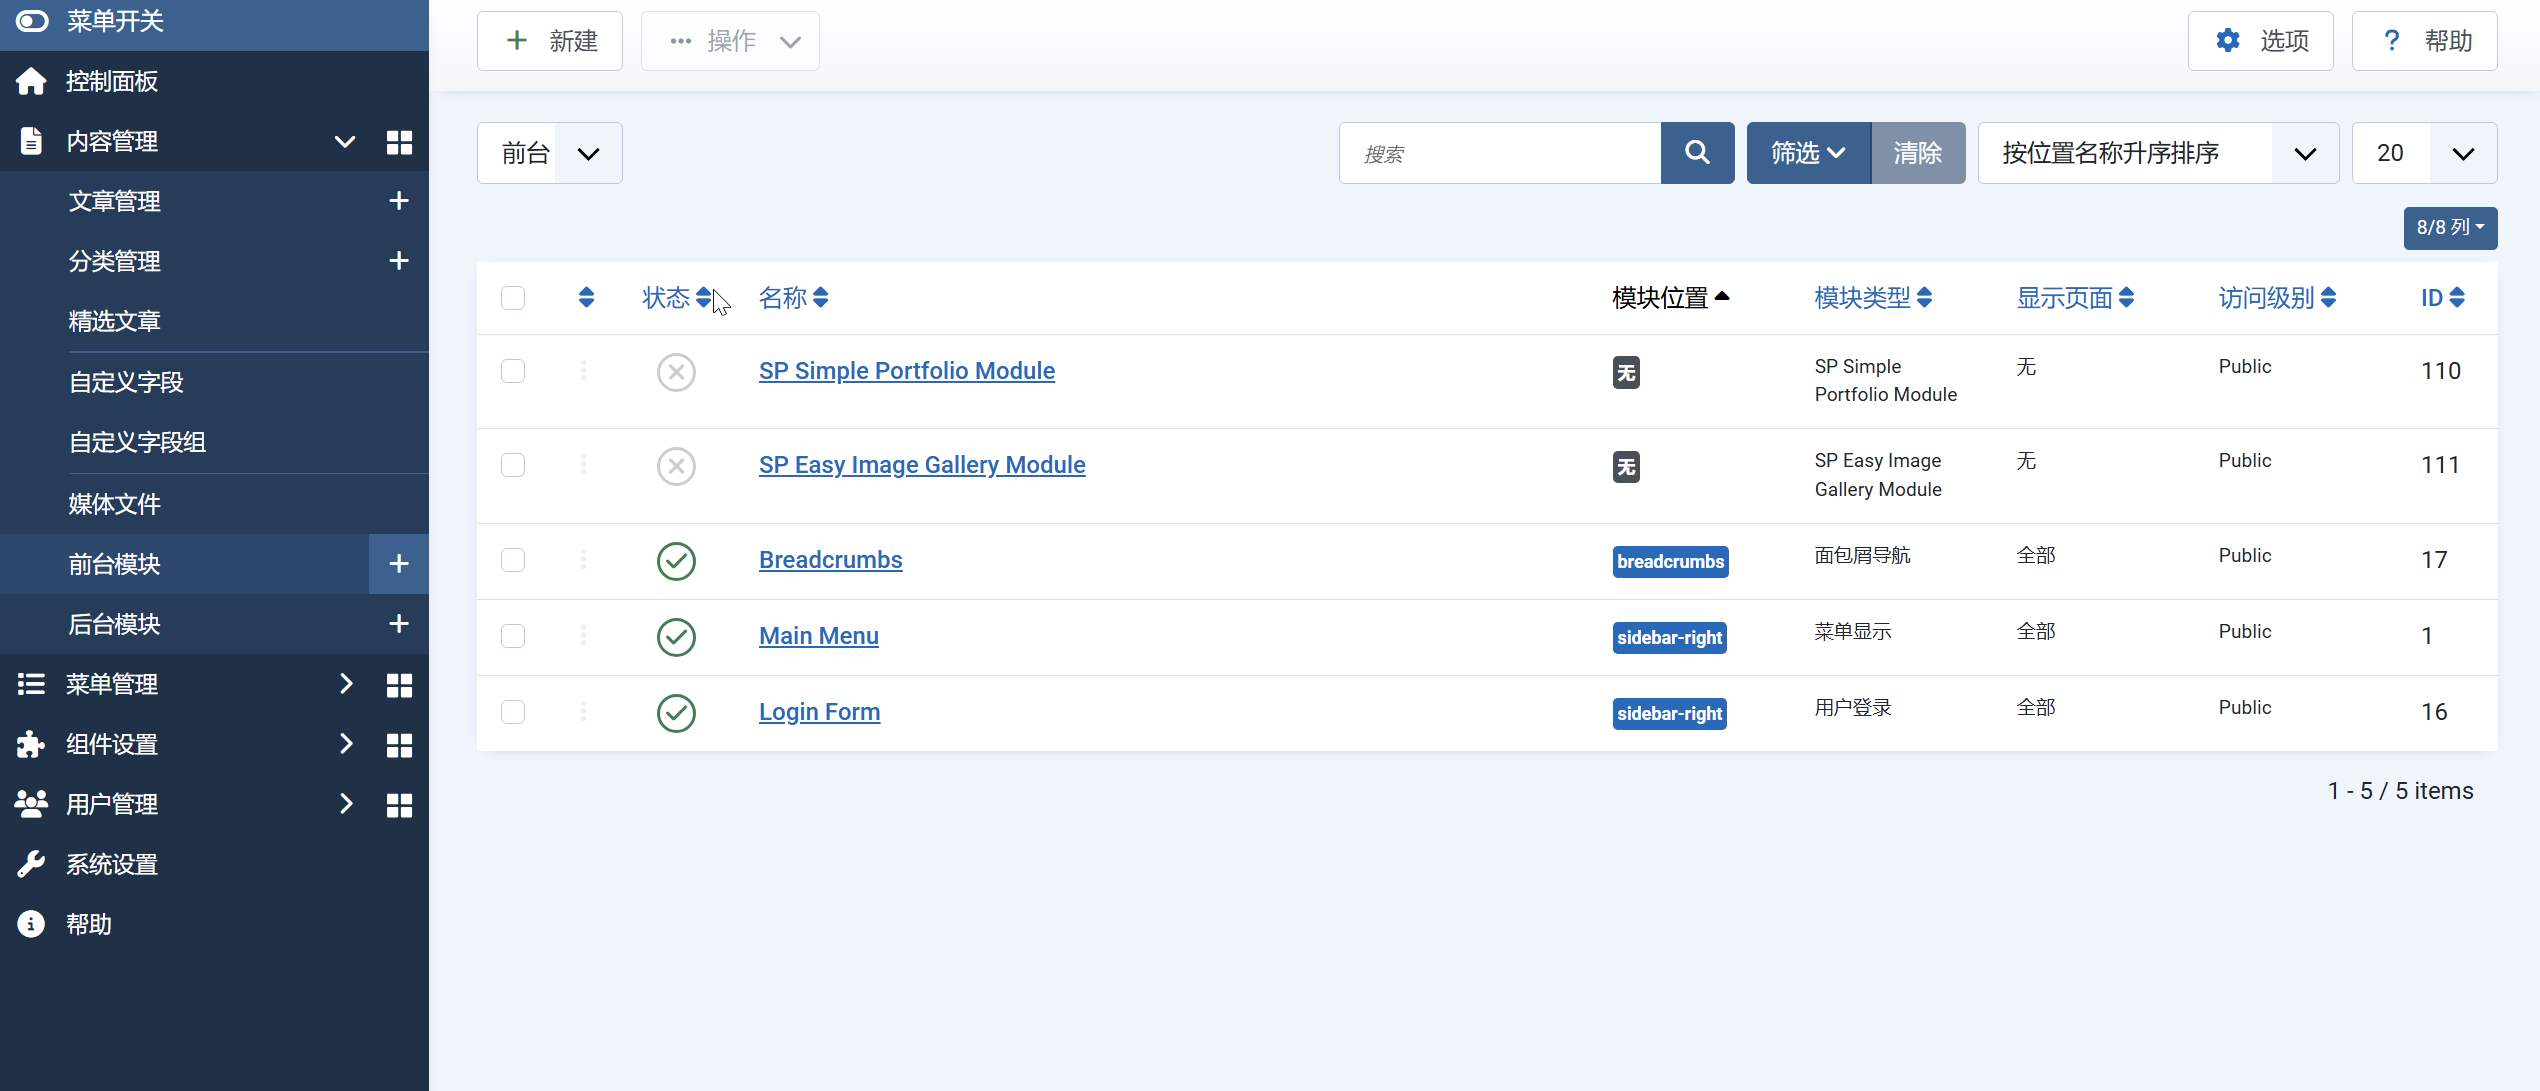 菜单开关
控制面板
内容管理
文章管理
分类管理
精选文章
自定义字段
自定义字段组
媒体文件
前台模块
后台模块
菜单管理
组件设置
用户管理
系统设置
帮助
新建
操作
选项
? 帮助
前台
搜索
筛选
清除
按位置名称升序排序
20
8/8 列
状态 名称 模块位置 模块类型 显示页面 访问级别 ID
SP Simple Portfolio Module 无 SP Simple 无 Public 110
Portfolio Module
SP Easy Image Gallery Module 无 SP Easy Image 无 Public 111
Gallery Module
Breadcrumbs breadcrumbs 面包屑导航 全部 Public 17
Main Menu sidebar-right 菜单显示 全部 Public 1
Login Form sidebar-right 用户登录 全部 Public 16
1 - 5 / 5 items